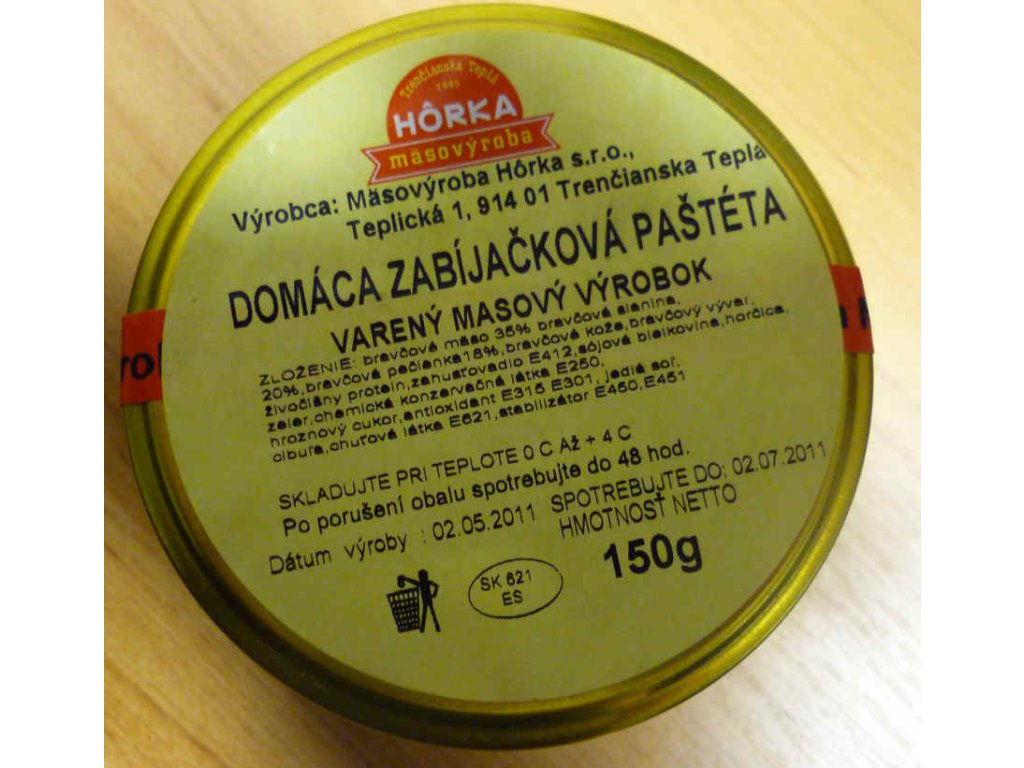 Trenčianská Teplá
1995
HÔRKA
mäsovýroba
Výrobca: Mäsovýroba Hôrka s.r.o.,
Teplická 1, 914 01 Trenčianska Teplá
DOMÁCA ZABÍJAČKOVÁ PAŠTÉTA
VARENÝ MASOVÝ VÝROBOK
ZLOŽENIE: bravčové mäso 35% bravčová slanina,
20%,bravčová pečienka18%,bravčová koža,bravčový vývar,
živočíšny protein,zahusťovadlo E412,sójová bielkovina,horčica,
zeler,chemická konzervačná látka E250,
hroznový cukor,antioxidant E315 E301, jedlá soľ,
cibuľa,chuťová látka E621,stabilizátor E450,E451
SKLADUJTE PRI TEPLOTE 0 C Až + 4 C
Po porušení obalu spotrebujte do 48 hod.
Dátum výroby : 02.05.2011 SPOTREBUJTE DO: 02.07.2011
HMOTNOSŤ NETTO
150g
SK 621
ES